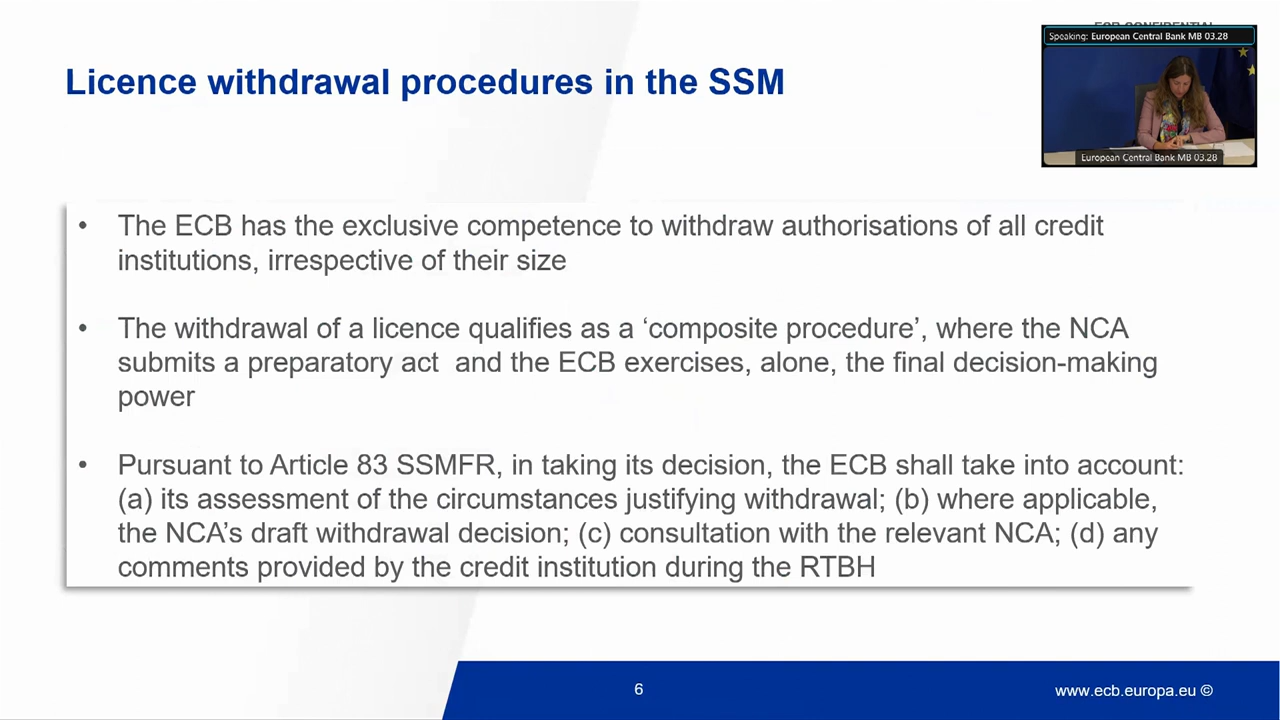 ECB CONFIDENTIAL
Speaking: European Central Bank MB 03.28
European Central Bank MB 03.28
Licence withdrawal procedures in the SSM
• The ECB has the exclusive competence to withdraw authorisations of all credit
institutions, irrespective of their size
• The withdrawal of a licence qualifies as a ‘composite procedure’, where the NCA
submits a preparatory act and the ECB exercises, alone, the final decision-making
power
• Pursuant to Article 83 SSMFR, in taking its decision, the ECB shall take into account:
(a) its assessment of the circumstances justifying withdrawal; (b) where applicable,
the NCA’s draft withdrawal decision; (c) consultation with the relevant NCA; (d) any
comments provided by the credit institution during the RTBH
6
www.ecb.europa.eu ©